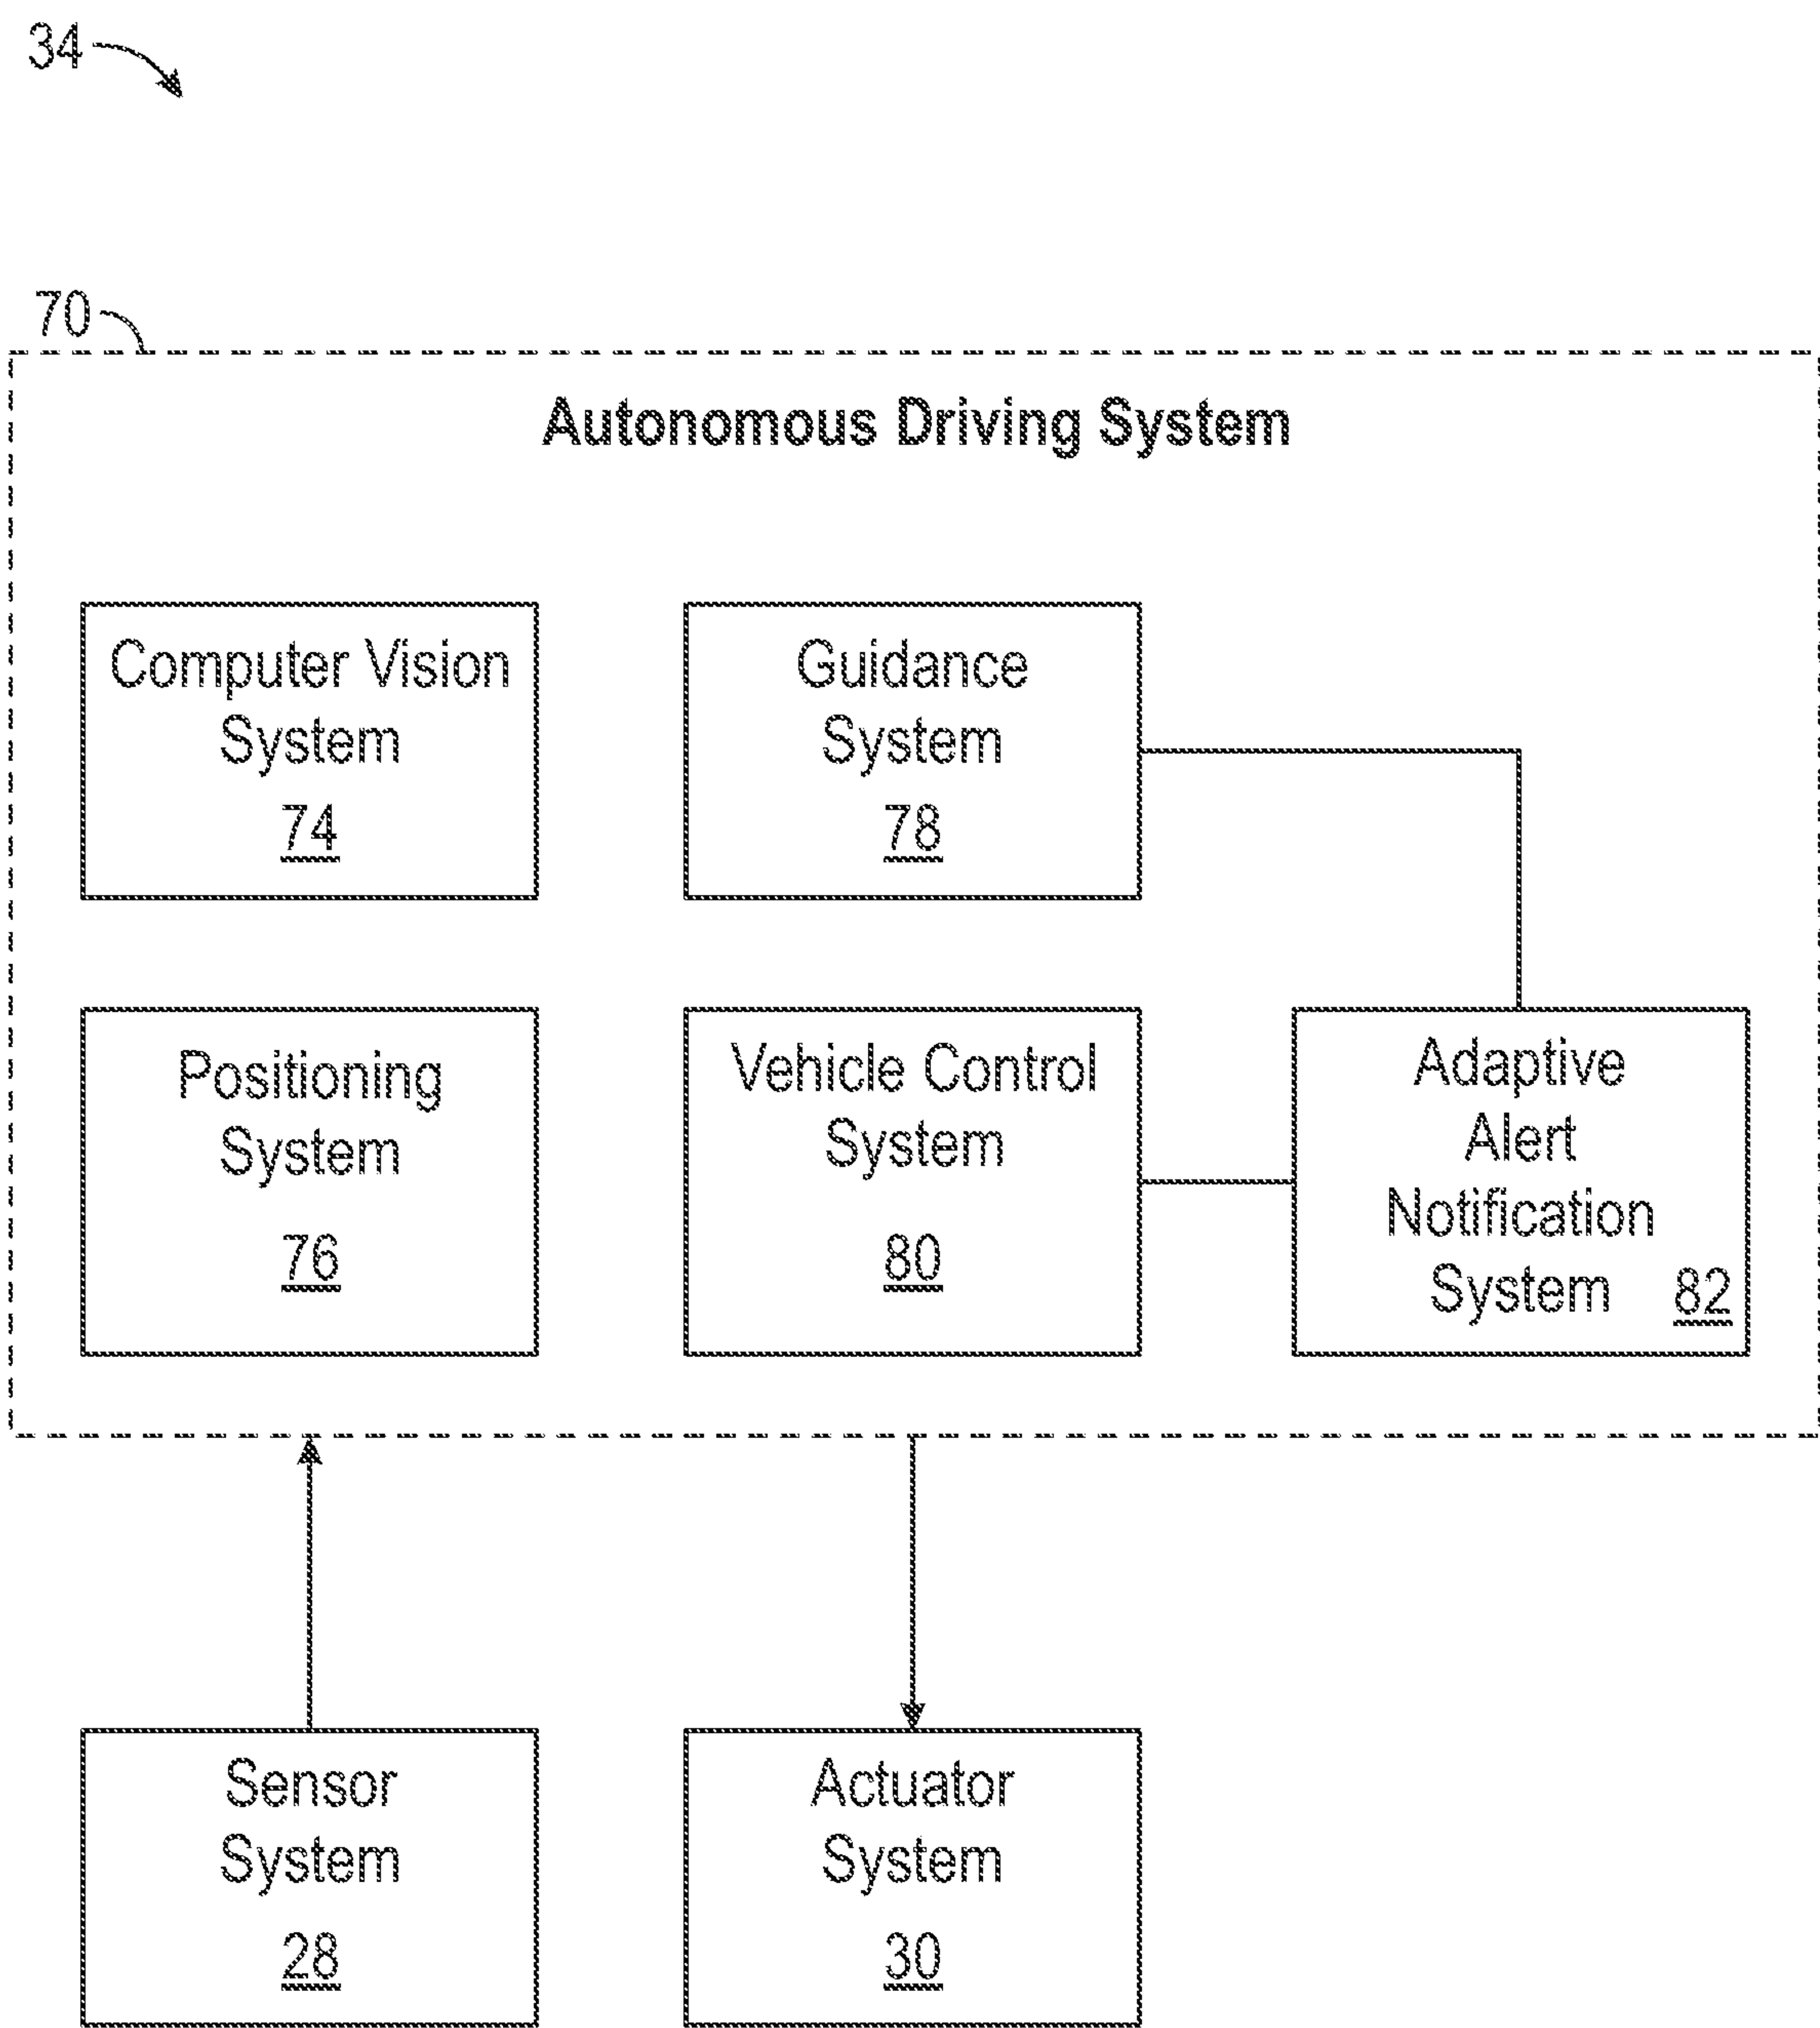 34
70
Autonomous Driving System
Computer Vision
System
74
Guidance
System
78
Positioning
System
76
Vehicle Control
System
80
Adaptive
Alert
Notification
System 82
Sensor
System
28
Actuator
System
30